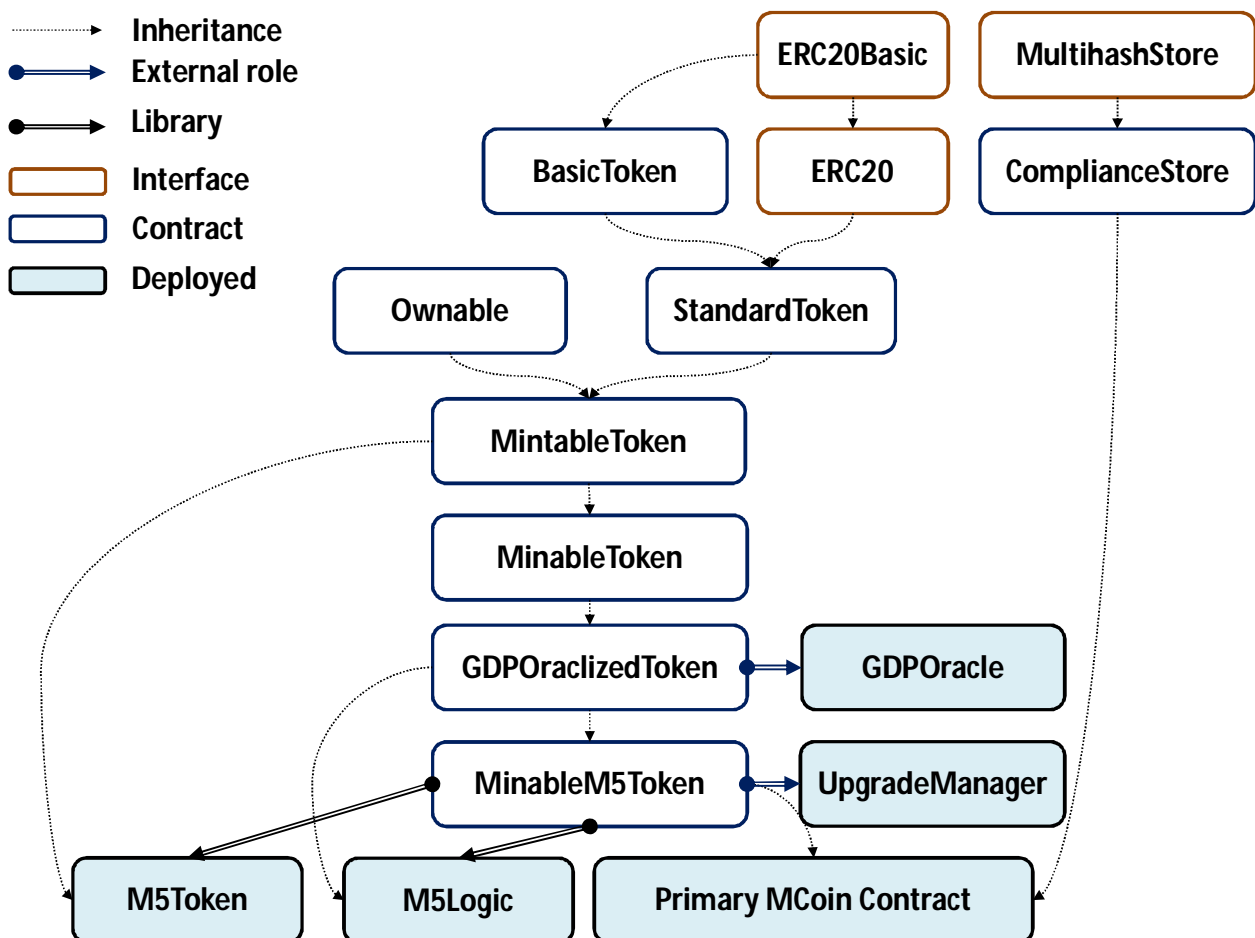 Inheritance
External role
Library
Interface
Contract
Deployed
ERC20Basic
MultihashStore
BasicToken
ERC20
ComplianceStore
Ownable
StandardToken
MintableToken
MinableToken
GDPOraclizedToken
GDPOracle
MinableM5Token
UpgradeManager
M5Token
M5Logic
Primary MCoin Contract